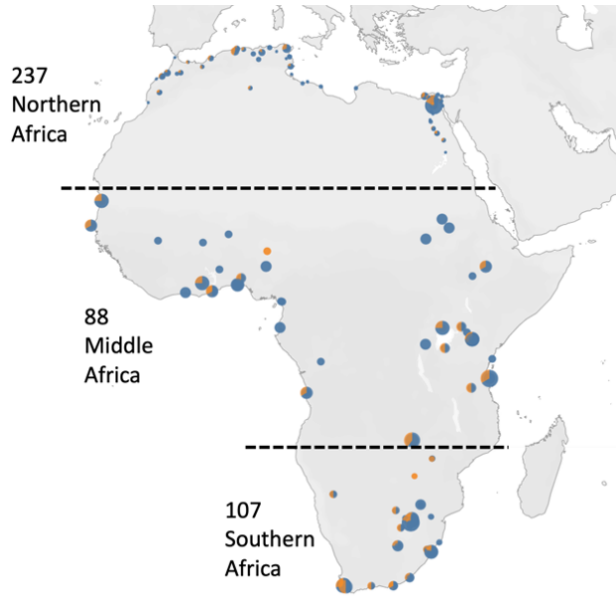 237
Northern
Africa
88
Middle
Africa
107
Southern
Africa